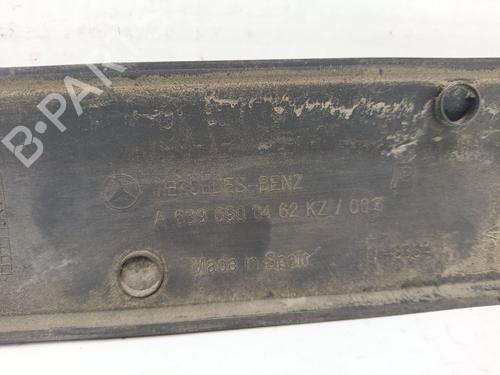 B-PARTS
MERCEDES-BENZ
A 639 690 04 62 KZ / 003
Made in Spain